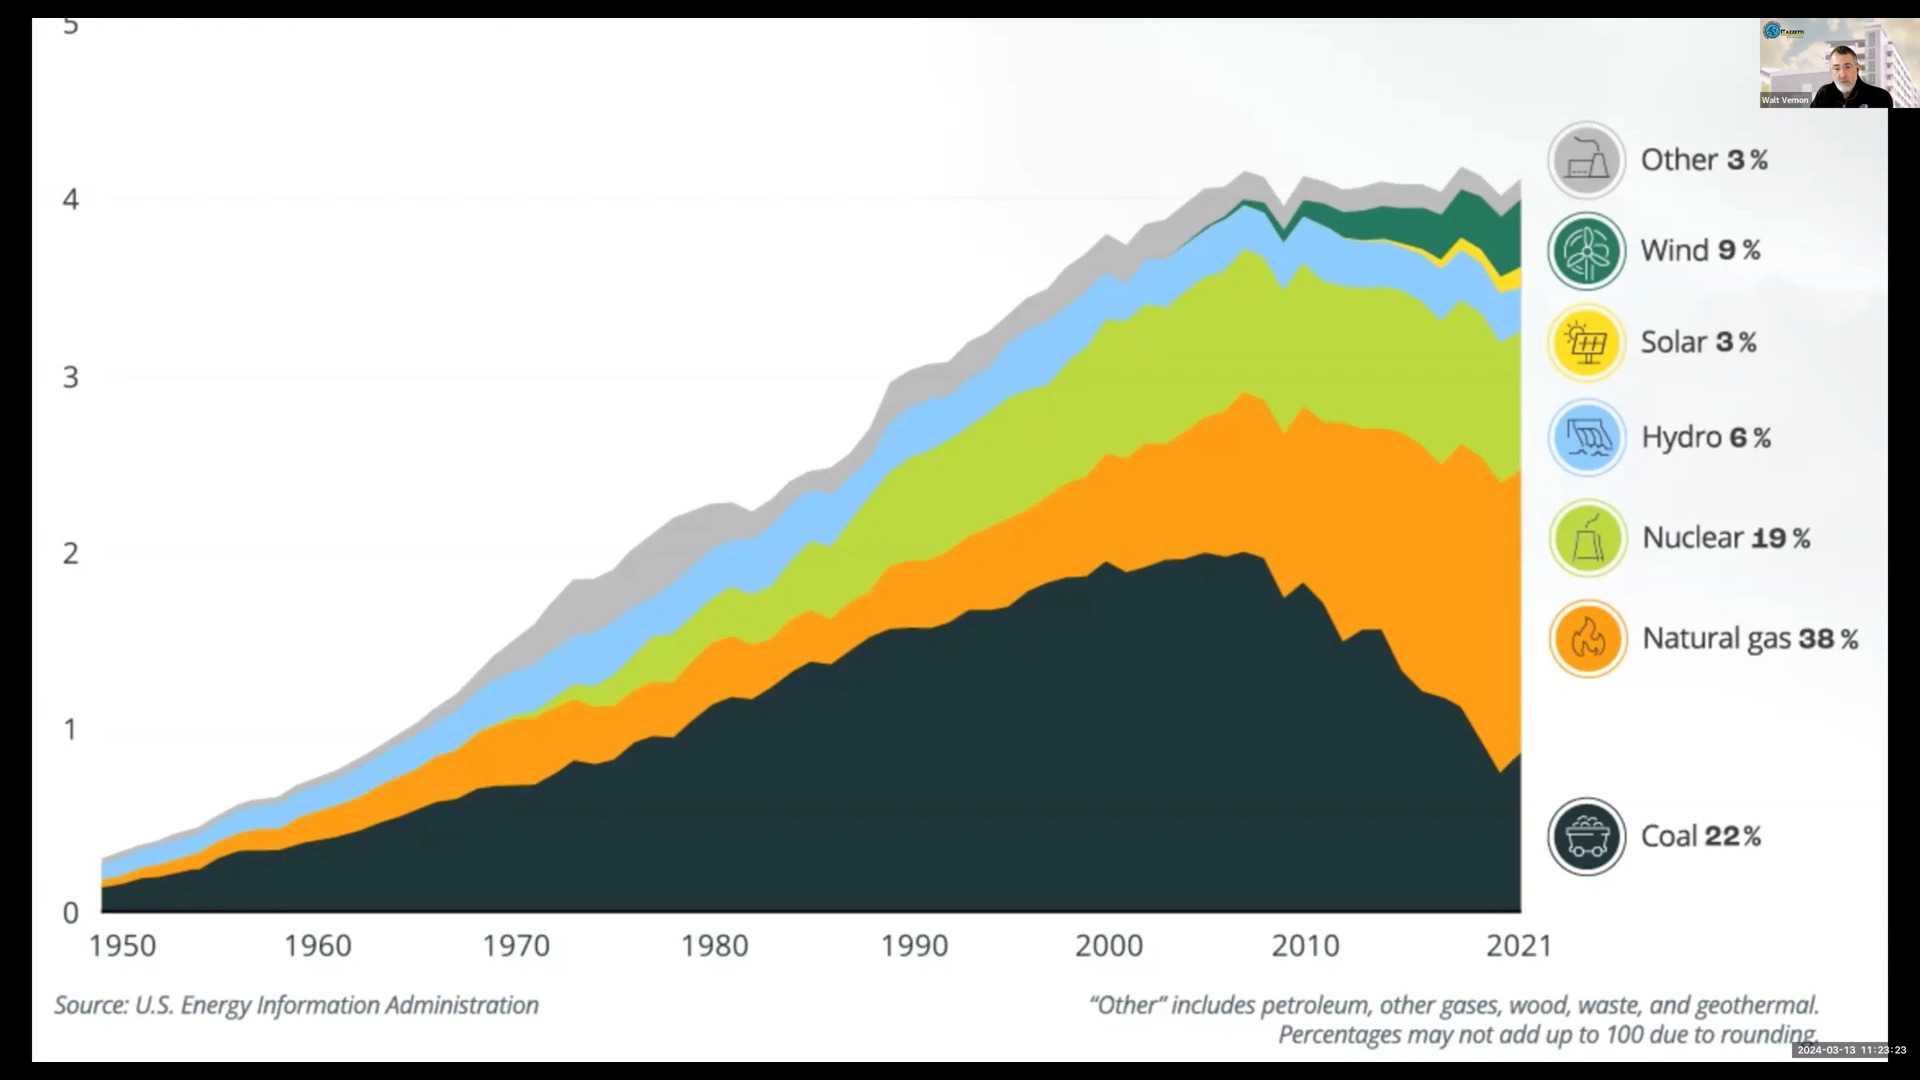 5
4
3
2
1
0
1950 1960 1970 1980 1990 2000 2010 2021
Other 3%
Wind 9%
Solar 3%
Hydro 6%
Nuclear 19%
Natural gas 38%
Coal 22%
Source: U.S. Energy Information Administration
“Other” includes petroleum, other gases, wood, waste, and geothermal.
Percentages may not add up to 100 due to rounding.
Walt Vernon
2024-03-13 11:23:23